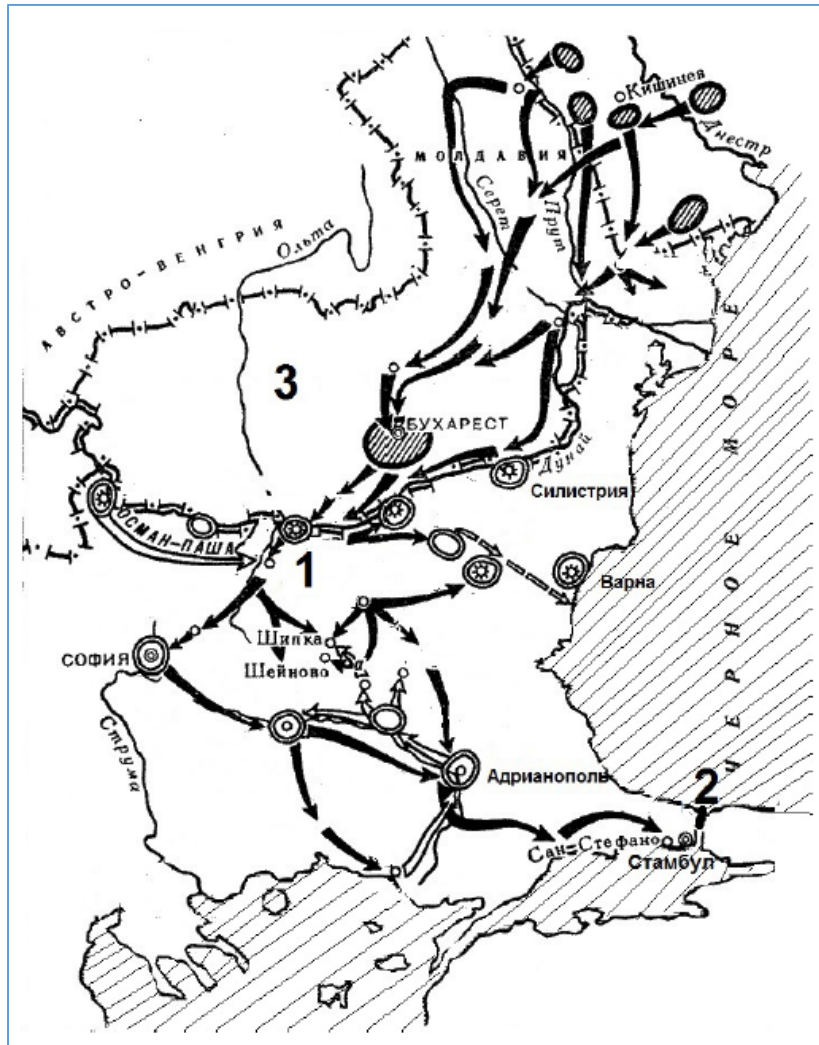 Кишинев
Днестр
МОЛДАВИЯ
Серет
Прут
АВСТРО-ВЕНГРИЯ
Ольта
3
БУХАРЕСТ
Дунай
Силистрия
ОСМАН-ПАША
1
Варна
Шипка
Шейново
СОФИЯ
Струма
Адрианополь
ЧЕРНОЕ МОРЕ
2
Сан-Стефано
Стамбул